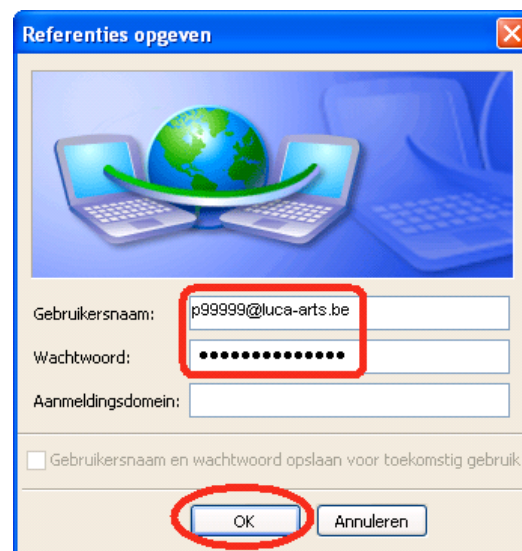 Referenties opgeven
Gebruikersnaam: p99999@luca-arts.be
Wachtwoord: ●●●●●●●●●●●●●●
Aanmeldingsdomein:
Gebruikersnaam en wachtwoord opslaan voor toekomstig gebruik
OK Annuleren